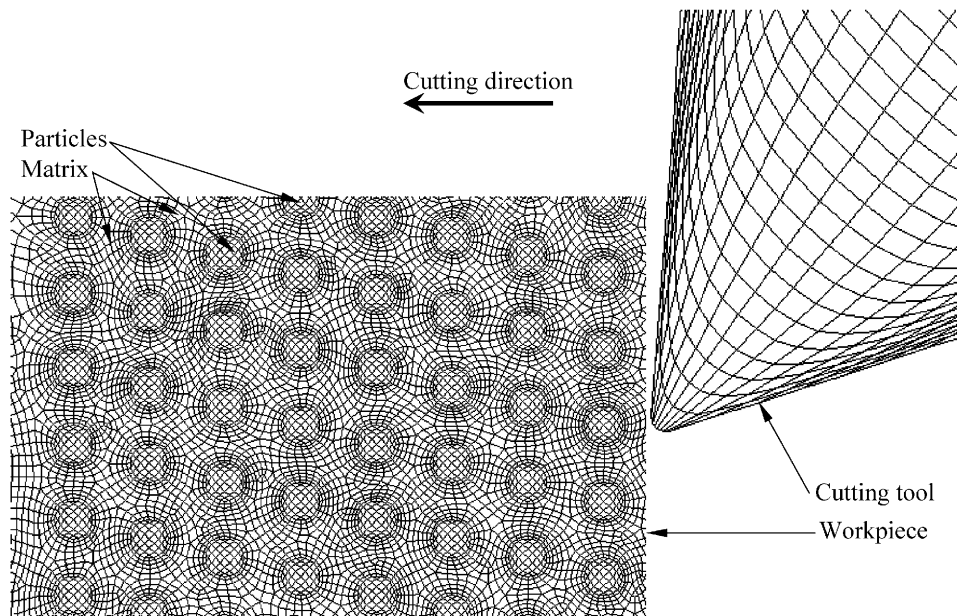 Cutting direction
Particles
Matrix
Cutting tool
Workpiece